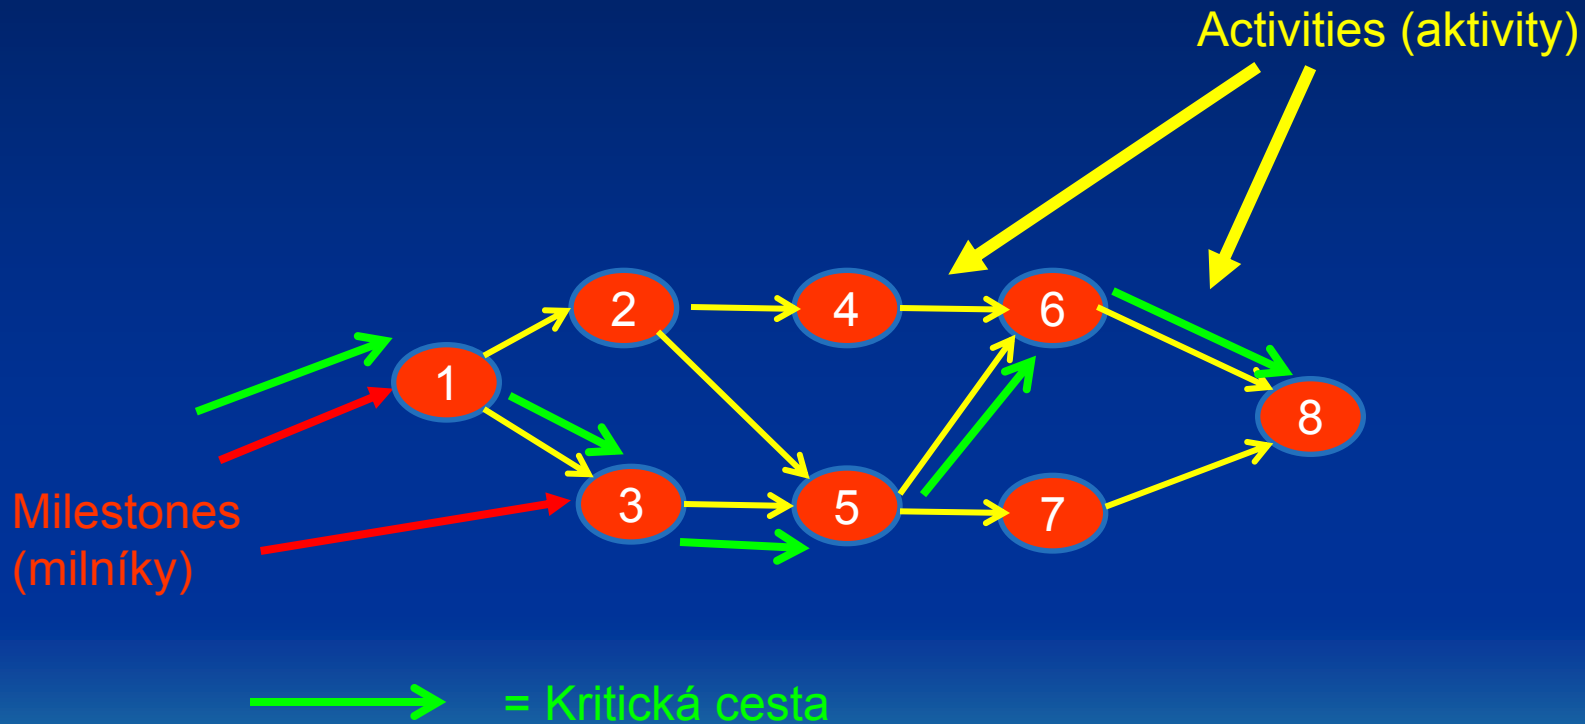 Activities (aktivity)
2
4
6
1
8
3
5
7
Milestones
(milníky)
= Kritická cesta